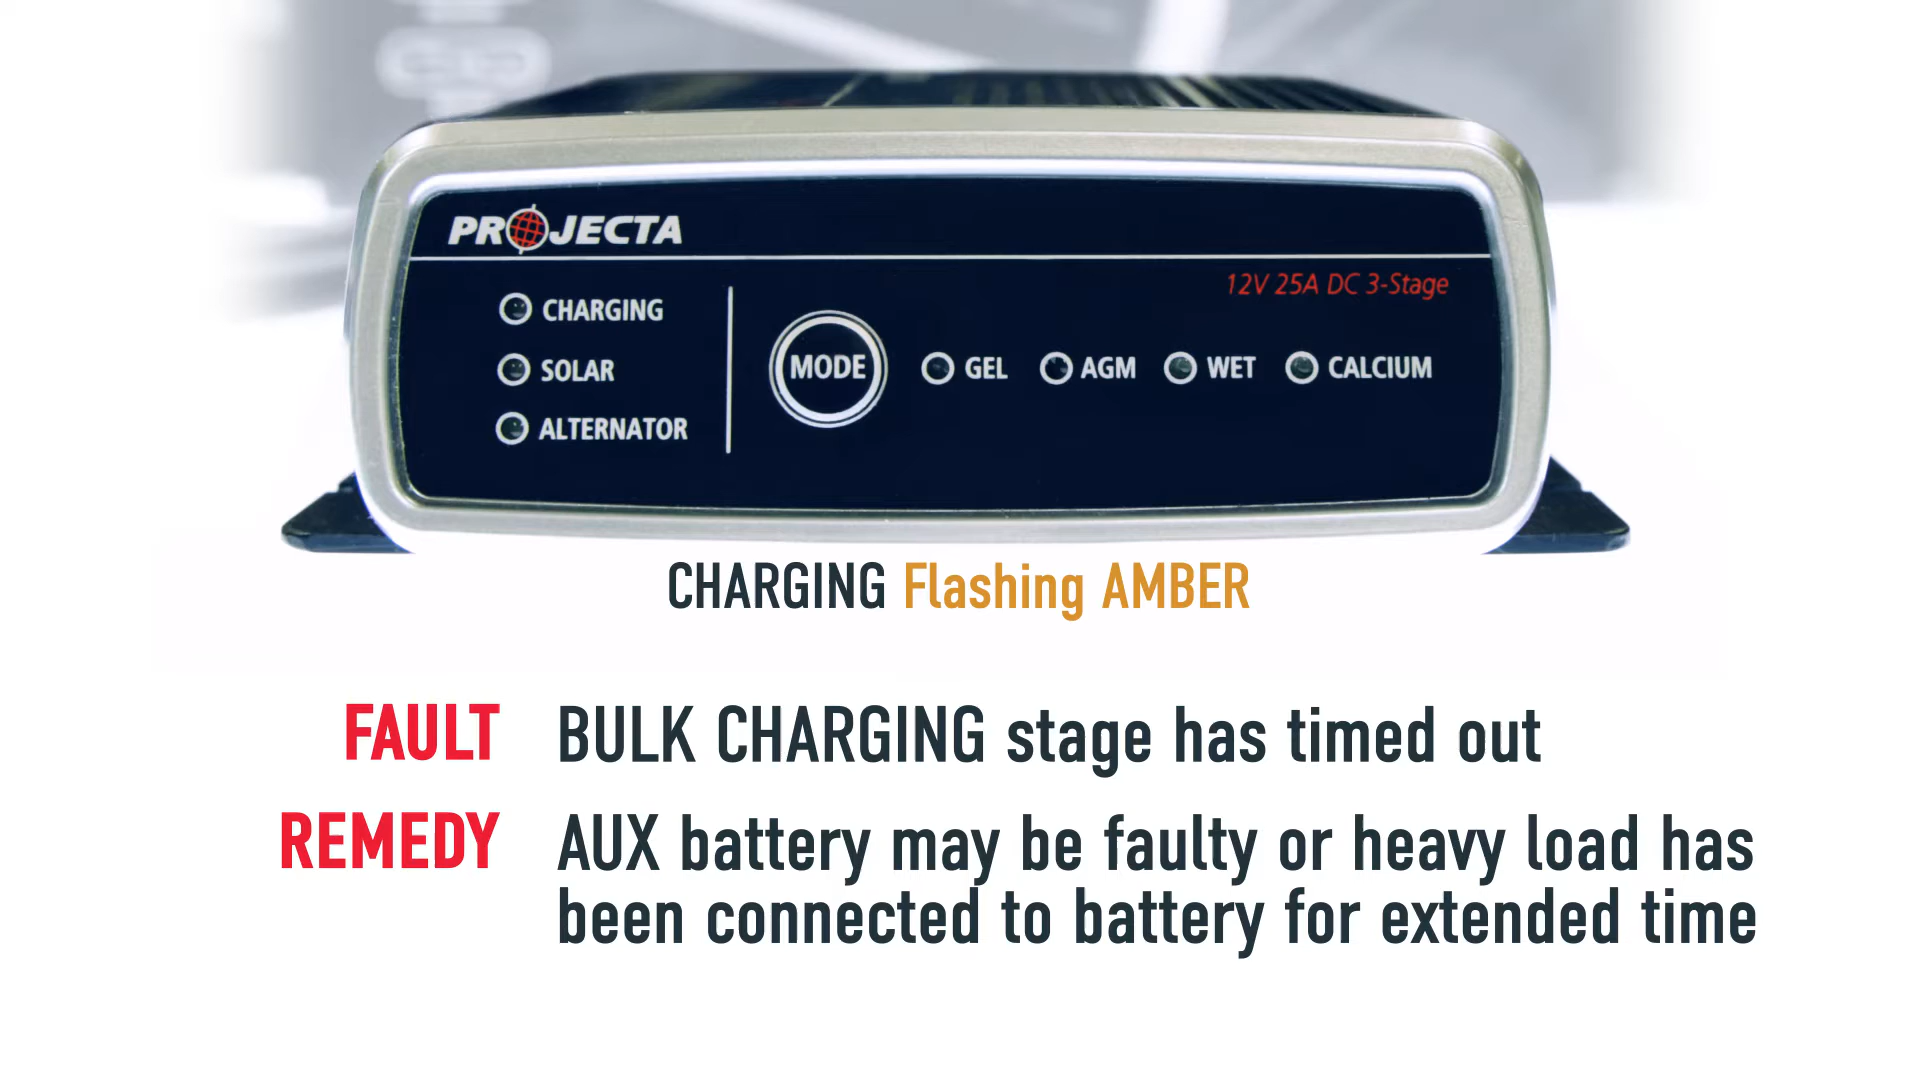 PROJECTA
12V 25A DC 3-Stage
CHARGING
SOLAR
ALTERNATOR
MODE
GEL
AGM
WET
CALCIUM
CHARGING Flashing AMBER
FAULT BULK CHARGING stage has timed out
REMEDY AUX battery may be faulty or heavy load has
been connected to battery for extended time